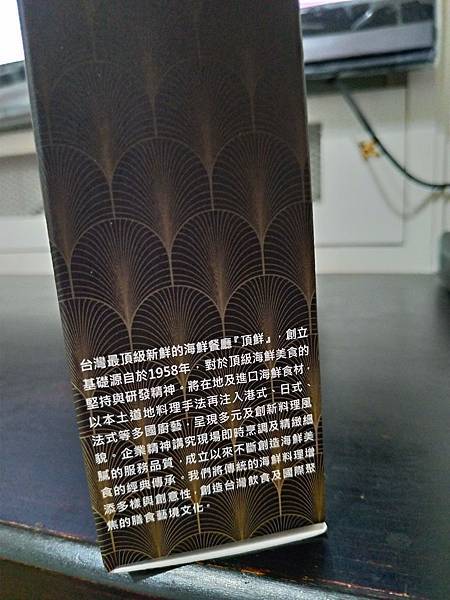 台灣最頂級新鮮的海鮮餐廳『頂鮮』，創立
基礎源自於1958年，對於頂級海鮮美食的
堅持與研發精神，將在地及進口海鮮食材，
以本土道地料理手法再注入港式、日式、
法式等多國廚藝，呈現多元及創新料理風
貌，企業精神講究現場即時烹調及精緻細
膩的服務品質，成立以來不斷創造海鮮美
食的經典傳承，我們將傳統的海鮮料理增
添多樣與創意性，創造台灣飲食及國際聚
焦的膳食藝境文化。